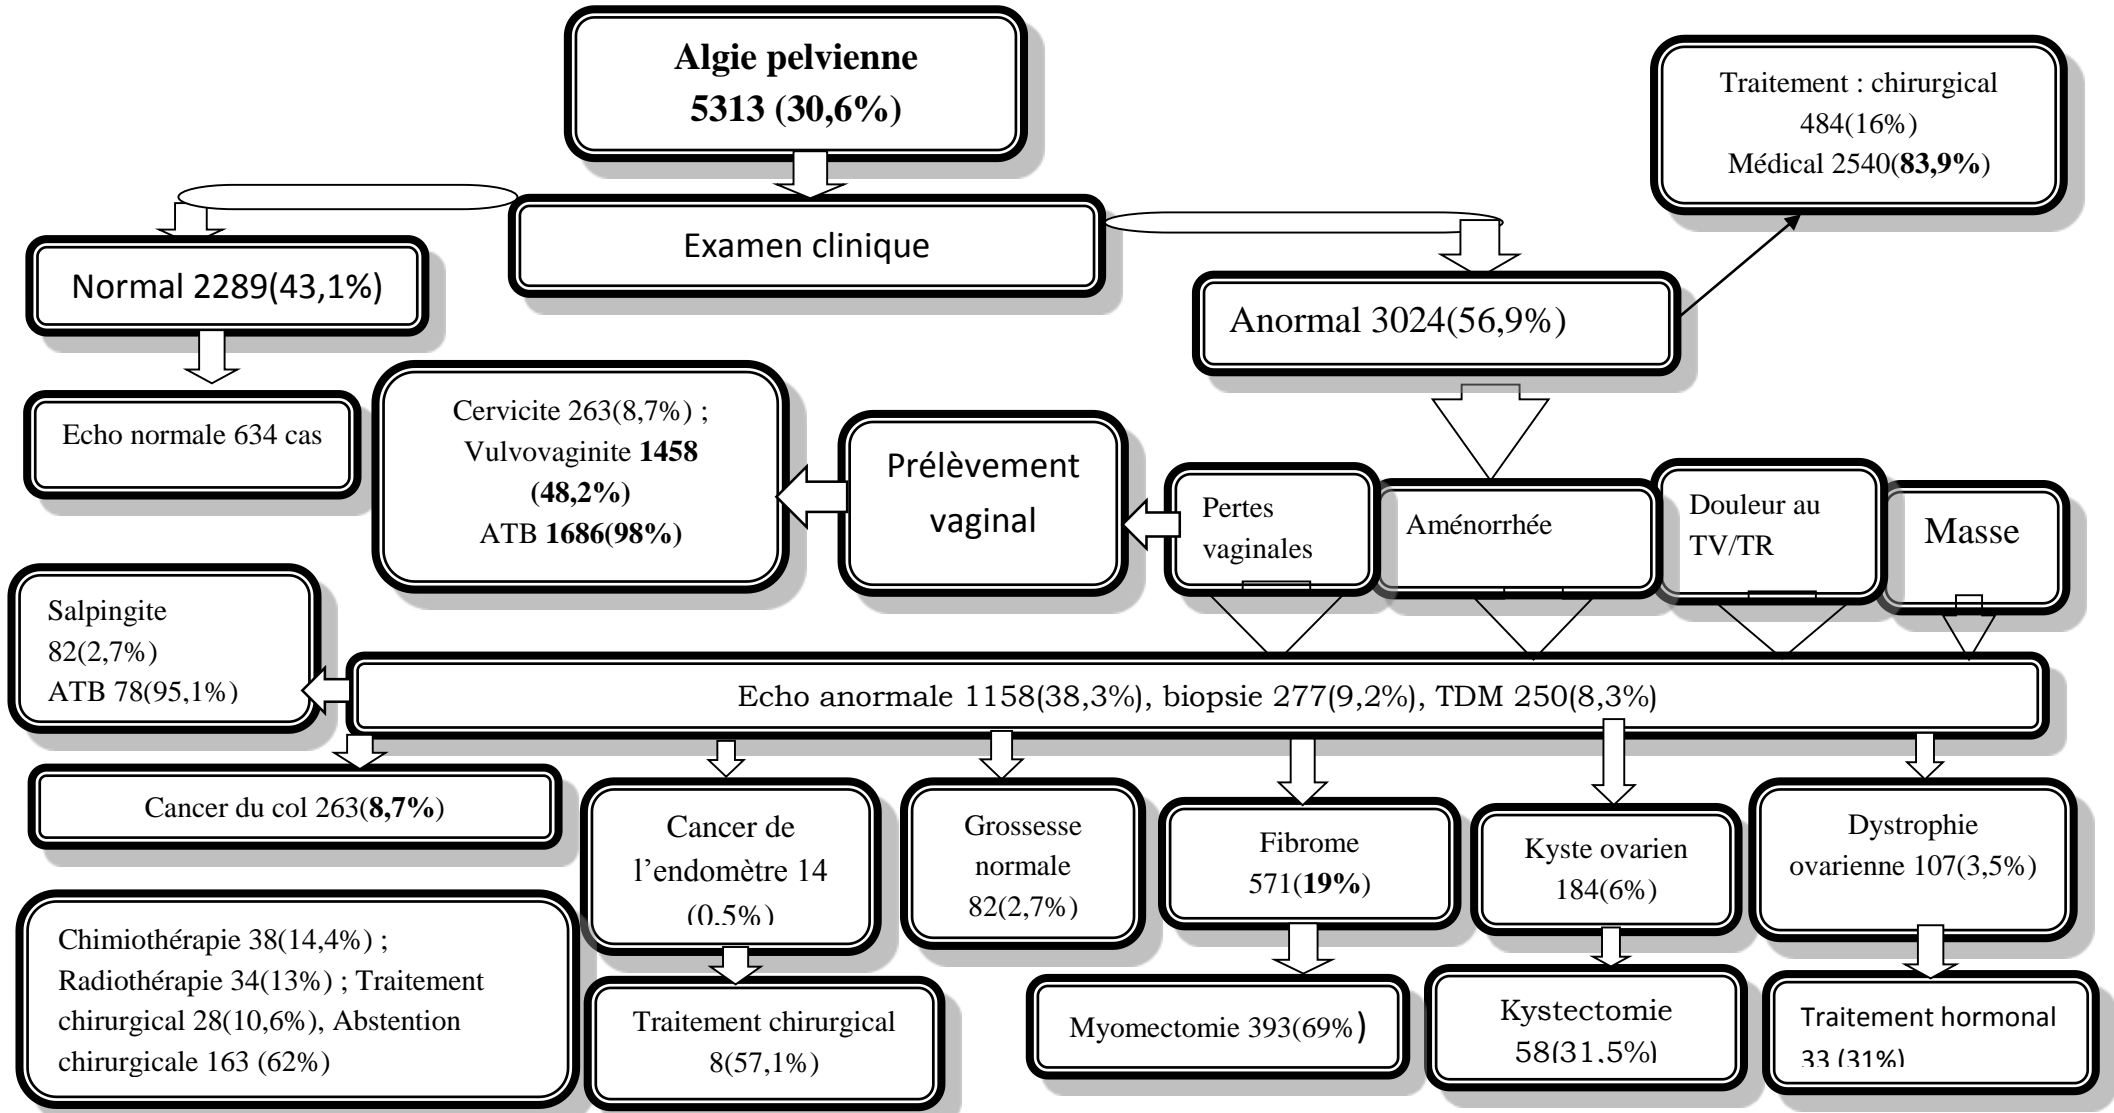 Algie pelvienne
5313 (30,6%)
Traitement : chirurgical
484(16%)
Médical 2540(83,9%)
Examen clinique
Normal 2289(43,1%)
Anormal 3024(56,9%)
Echo normale 634 cas
Cervicite 263(8,7%) ;
Vulvovaginite 1458
(48,2%)
ATB 1686(98%)
Prélèvement
vaginal
Pertes
vaginales
Aménorrhée
Douleur au
TV/TR
Masse
Salpingite
82(2,7%)
ATB 78(95,1%)
Echo anormale 1158(38,3%), biopsie 277(9,2%), TDM 250(8,3%)
Cancer du col 263(8,7%)
Cancer de
l’endomètre 14
(0,5%)
Grossesse
normale
82(2,7%)
Fibrome
571(19%)
Kyste ovarien
184(6%)
Dystrophie
ovarienne 107(3,5%)
Chimiothérapie 38(14,4%) ;
Radiothérapie 34(13%) ; Traitement
chirurgical 28(10,6%), Abstention
chirurgicale 163 (62%)
Traitement chirurgical
8(57,1%)
Myomectomie 393(69%)
Kystectomie
58(31,5%)
Traitement hormonal
33 (31%)